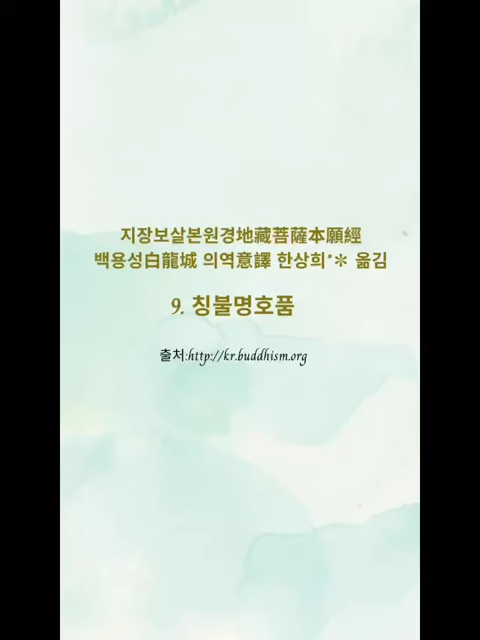 지장보살본원경地藏菩薩本願經
백용성白龍城 의역意譯 한상희*✻ 옮김
9. 칭불명호품
출처:http://kr.buddhism.org